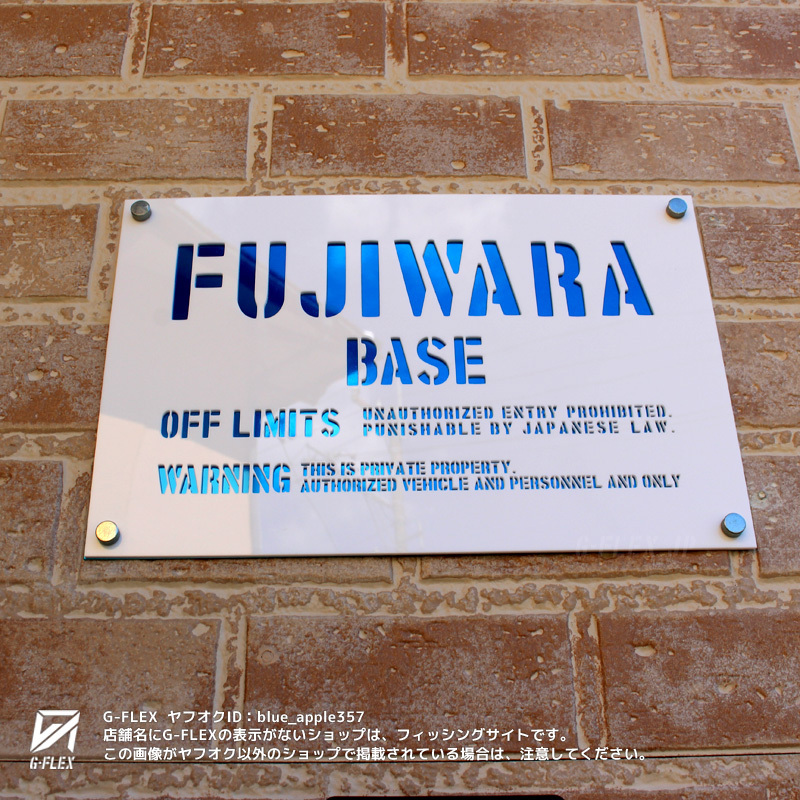 FUJIWARA
BASE
OFF LIMITS
UNAUTHORIZED ENTRY PROHIBITED.
PUNISHABLE BY JAPANESE LAW.
WARNING
THIS IS PRIVATE PROPERTY.
AUTHORIZED VEHICLE AND PERSONNEL AND ONLY
G-FLEX.JP
G-FLEX
G-FLEX ヤフオクID：blue_apple357
店舗名にG-FLEXの表示がないショップは、フィッシングサイトです。
この画像がヤフオク以外のショップで掲載されている場合は、注意してください。